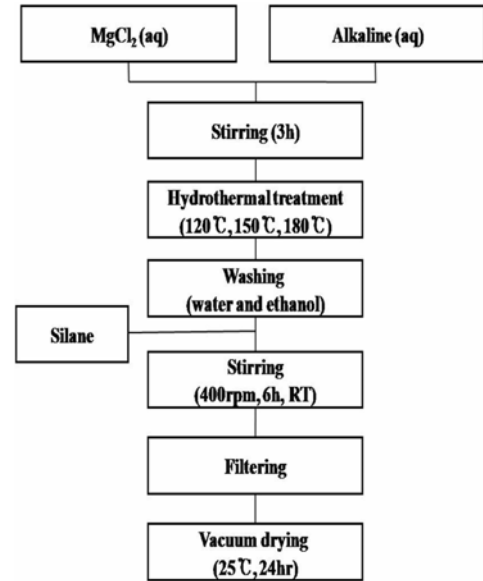 MgCl₂ (aq)
Alkaline (aq)
Stirring (3h)
Hydrothermal treatment
(120℃, 150℃, 180℃)
Washing
(water and ethanol)
Silane
Stirring
(400rpm, 6h, RT)
Filtering
Vacuum drying
(25℃, 24hr)